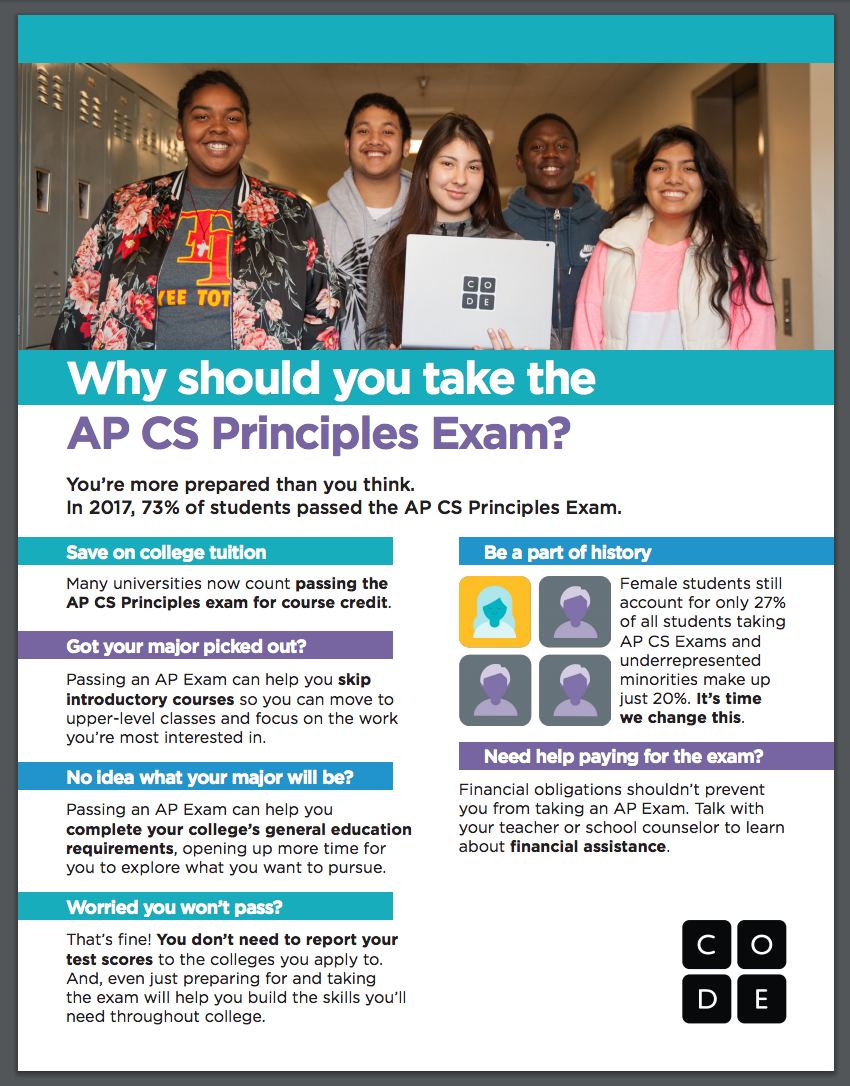 KEE TOT
C O
D E
Why should you take the
AP CS Principles Exam?
You’re more prepared than you think.
In 2017, 73% of students passed the AP CS Principles Exam.
Save on college tuition
Many universities now count passing the
AP CS Principles exam for course credit.
Got your major picked out?
Passing an AP Exam can help you skip
introductory courses so you can move to
upper-level classes and focus on the work
you’re most interested in.
No idea what your major will be?
Passing an AP Exam can help you
complete your college’s general education
requirements, opening up more time for
you to explore what you want to pursue.
Worried you won’t pass?
That’s fine! You don’t need to report your
test scores to the colleges you apply to.
And, even just preparing for and taking
the exam will help you build the skills you’ll
need throughout college.
Be a part of history
Female students still
account for only 27%
of all students taking
AP CS Exams and
underrepresented
minorities make up
just 20%. It’s time
we change this.
Need help paying for the exam?
Financial obligations shouldn’t prevent
you from taking an AP Exam. Talk with
your teacher or school counselor to learn
about financial assistance.
C O
D E